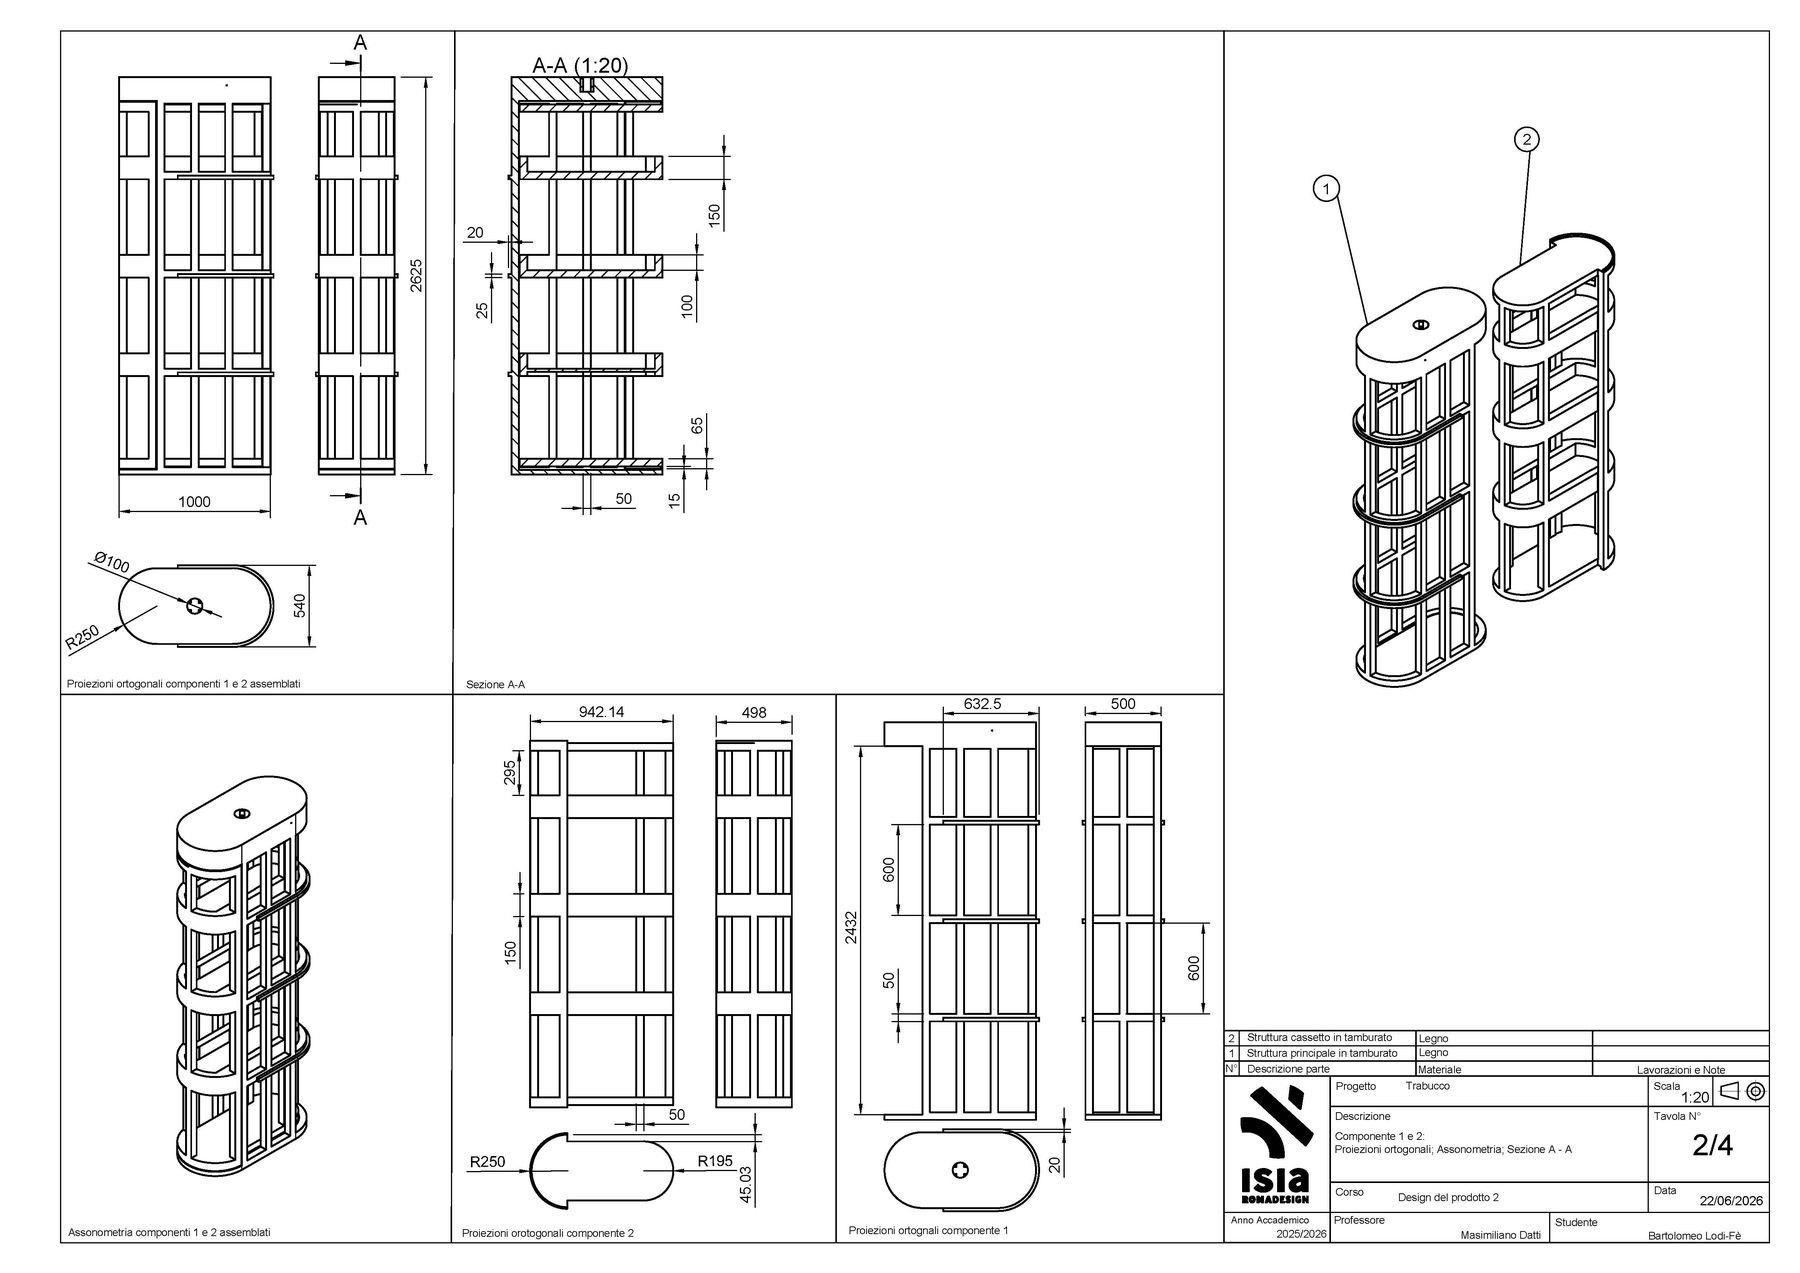 A
A
2625
1000
Ø100
R250
540
Proiezioni ortogonali componenti 1 e 2 assemblati
A-A (1:20)
150
20
25
100
65
15
50
Sezione A-A
1
2
Assonometria componenti 1 e 2 assemblati
942.14
498
295
150
50
R250
R195
45.03
Proiezioni orotogonali componente 2
632.5
500
600
2432
50
600
20
Proiezioni ortognali componente 1
2 Struttura cassetto in tamburato Legno
1 Struttura principale in tamburato Legno
N° Descrizione parte Materiale Lavorazioni e Note
Progetto Trabucco
Scala
1:20
Descrizione
Componente 1 e 2:
Proiezioni ortogonali; Assonometria; Sezione A - A
Tavola N°
2/4
ISIA
ROMADESIGN
Corso Design del prodotto 2
Data
22/06/2026
Anno Accademico
2025/2026
Professore
Masimiliano Datti
Studente
Bartolomeo Lodi-Fè